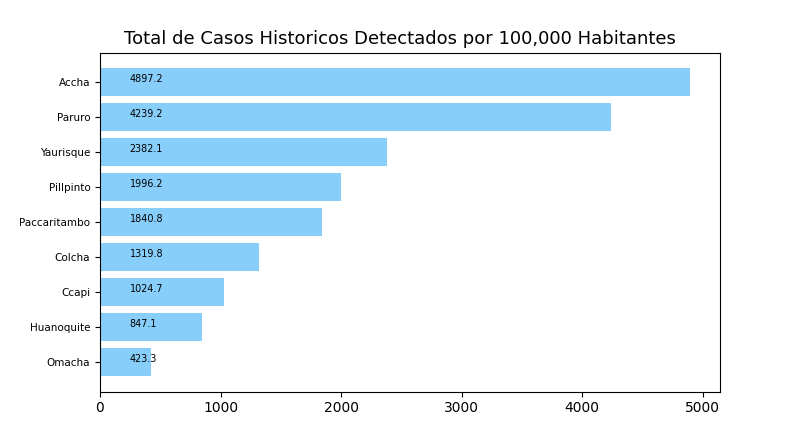 Total de Casos Historicos Detectados por 100,000 Habitantes
Accha 4897.2
Paruro 4239.2
Yaurisque 2382.1
Pillpinto 1996.2
Paccaritambo 1840.8
Colcha 1319.8
Ccapi 1024.7
Huanoquite 847.1
Omacha 423.3
0 1000 2000 3000 4000 5000